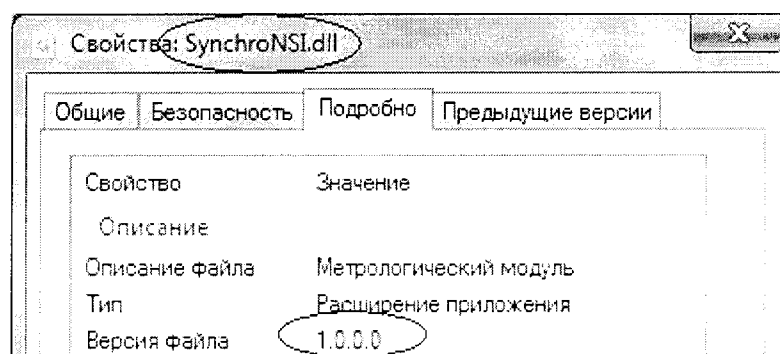 Свойства: SynchroNSI.dll
Общие Безопасность Подробно Предыдущие версии
Свойство Значение
Описание
Описание файла Метрологический модуль
Тип Расширение приложения
Версия файла 1.0.0.0